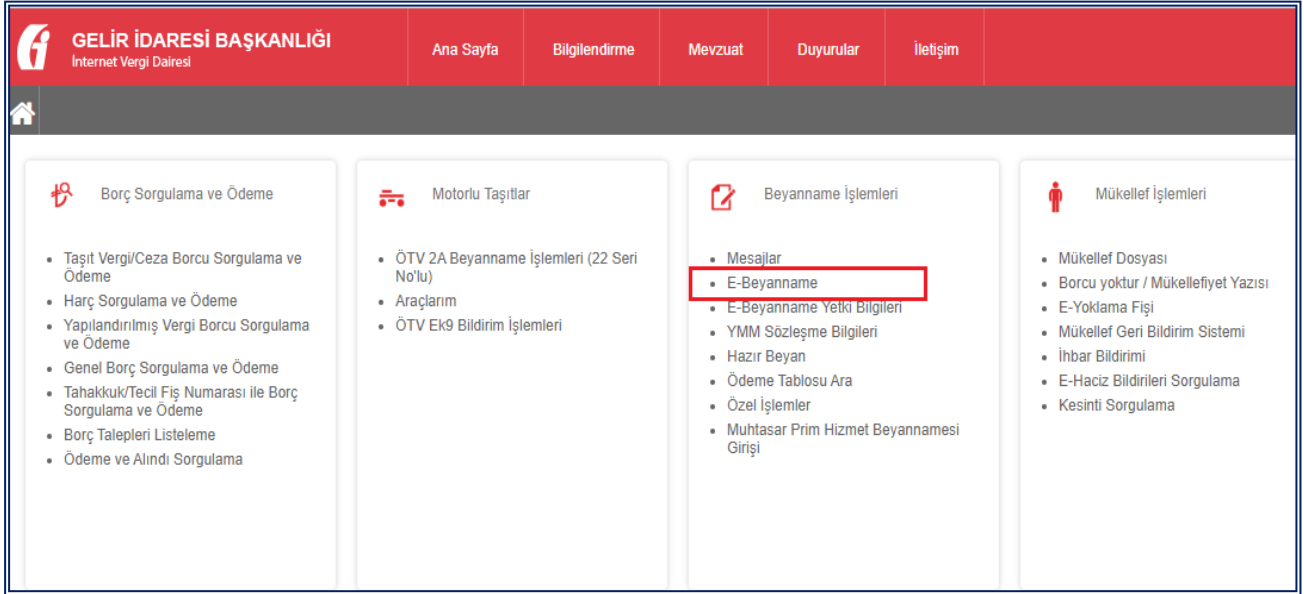 GELİR İDARESİ BAŞKANLIĞI
İnternet Vergi Dairesi
Ana Sayfa
Bilgilendirme
Mevzuat
Duyurular
İletişim
Borç Sorgulama ve Ödeme
Taşıt Vergi/Ceza Borcu Sorgulama ve
Ödeme
Harç Sorgulama ve Ödeme
Yapılandırılmış Vergi Borcu Sorgulama
ve Ödeme
Genel Borç Sorgulama ve Ödeme
Tahakkuk/Tecil Fiş Numarası ile Borç
Sorgulama ve Ödeme
Borç Talepleri Listeleme
Ödeme ve Alındı Sorgulama
Motorlu Taşıtlar
ÖTV 2A Beyanname İşlemleri (22 Seri
No'lu)
Araçlarım
ÖTV Ek9 Bildirim İşlemleri
Beyanname İşlemleri
Mesajlar
E-Beyanname
E-Beyanname Yetki Bilgileri
YMM Sözleşme Bilgileri
Hazır Beyan
Ödeme Tablosu Ara
Özel İşlemler
Muhtasar Prim Hizmet Beyannamesi
Girişi
Mükellef İşlemleri
Mükellef Dosyası
Borcu yoktur / Mükellefiyet Yazısı
E-Yoklama Fişi
Mükellef Geri Bildirim Sistemi
İhbar Bildirimi
E-Haciz Bildirileri Sorgulama
Kesinti Sorgulama